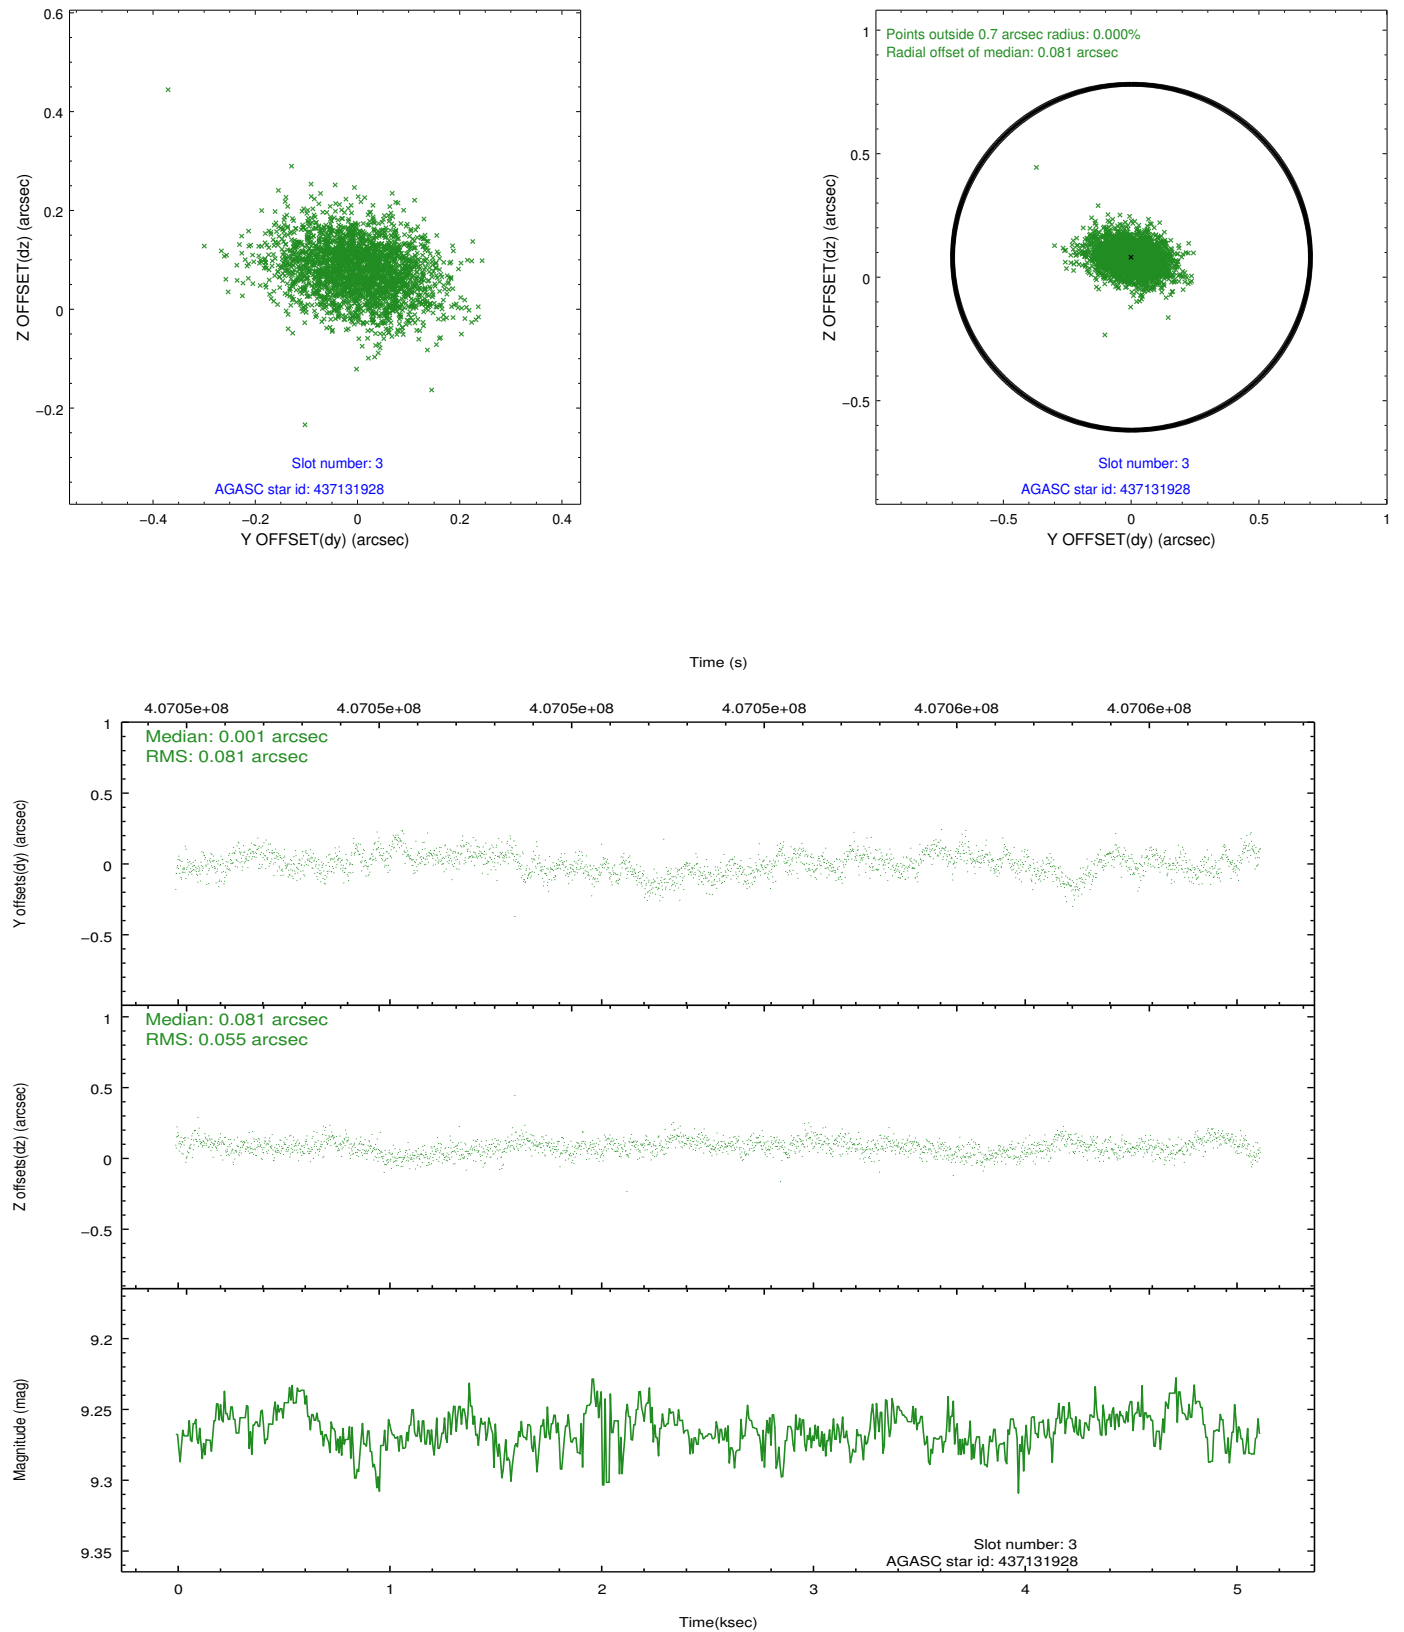 0.6
0.4
0.2
0
−0.2
Z OFFSET(dz) (arcsec)
Slot number: 3
AGASC star id: 437131928
−0.4 −0.2 0 0.2 0.4
Y OFFSET(dy) (arcsec)
Points outside 0.7 arcsec radius: 0.000%
Radial offset of median: 0.081 arcsec
1
0.5
0
−0.5
Z OFFSET(dz) (arcsec)
Slot number: 3
AGASC star id: 437131928
−0.5 0 0.5 1
Y OFFSET(dy) (arcsec)
Time (s)
4.0705e+08 4.0705e+08 4.0705e+08 4.0705e+08 4.0706e+08 4.0706e+08
Median: 0.001 arcsec
RMS: 0.081 arcsec
1
0.5
0
−0.5
Y offsets(dy) (arcsec)
Median: 0.081 arcsec
RMS: 0.055 arcsec
1
0.5
0
−0.5
Z offsets(dz) (arcsec)
9.2
9.25
9.3
9.35
Magnitude (mag)
Slot number: 3
AGASC star id: 437131928
0 1 2 3 4 5
Time(ksec)